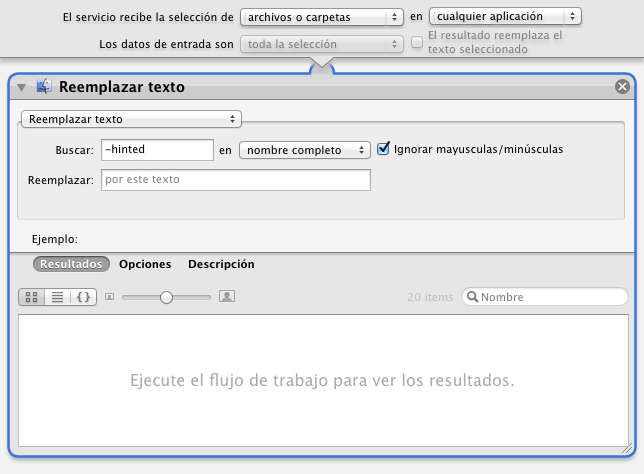 El servicio recibe la selección de archivos o carpetas en cualquier aplicación
Los datos de entrada son toda la selección El resultado reemplaza el
texto seleccionado
Reemplazar texto
Reemplazar texto
Buscar: -hinted en nombre completo Ignorar mayusculas/minúsculas
Reemplazar: por este texto
Ejemplo:
Resultados Opciones Descripción
20 items Nombre
Ejecute el flujo de trabajo para ver los resultados.